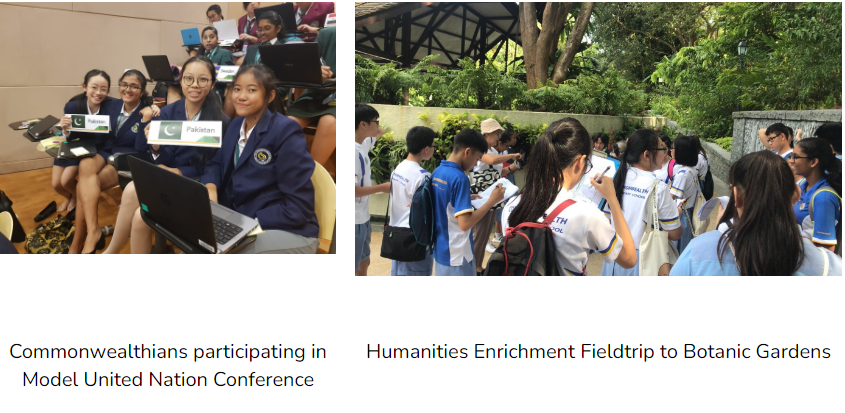 Pakistan
Pakistan
Commonwealthians participating in
Model United Nation Conference
Humanities Enrichment Fieldtrip to Botanic Gardens